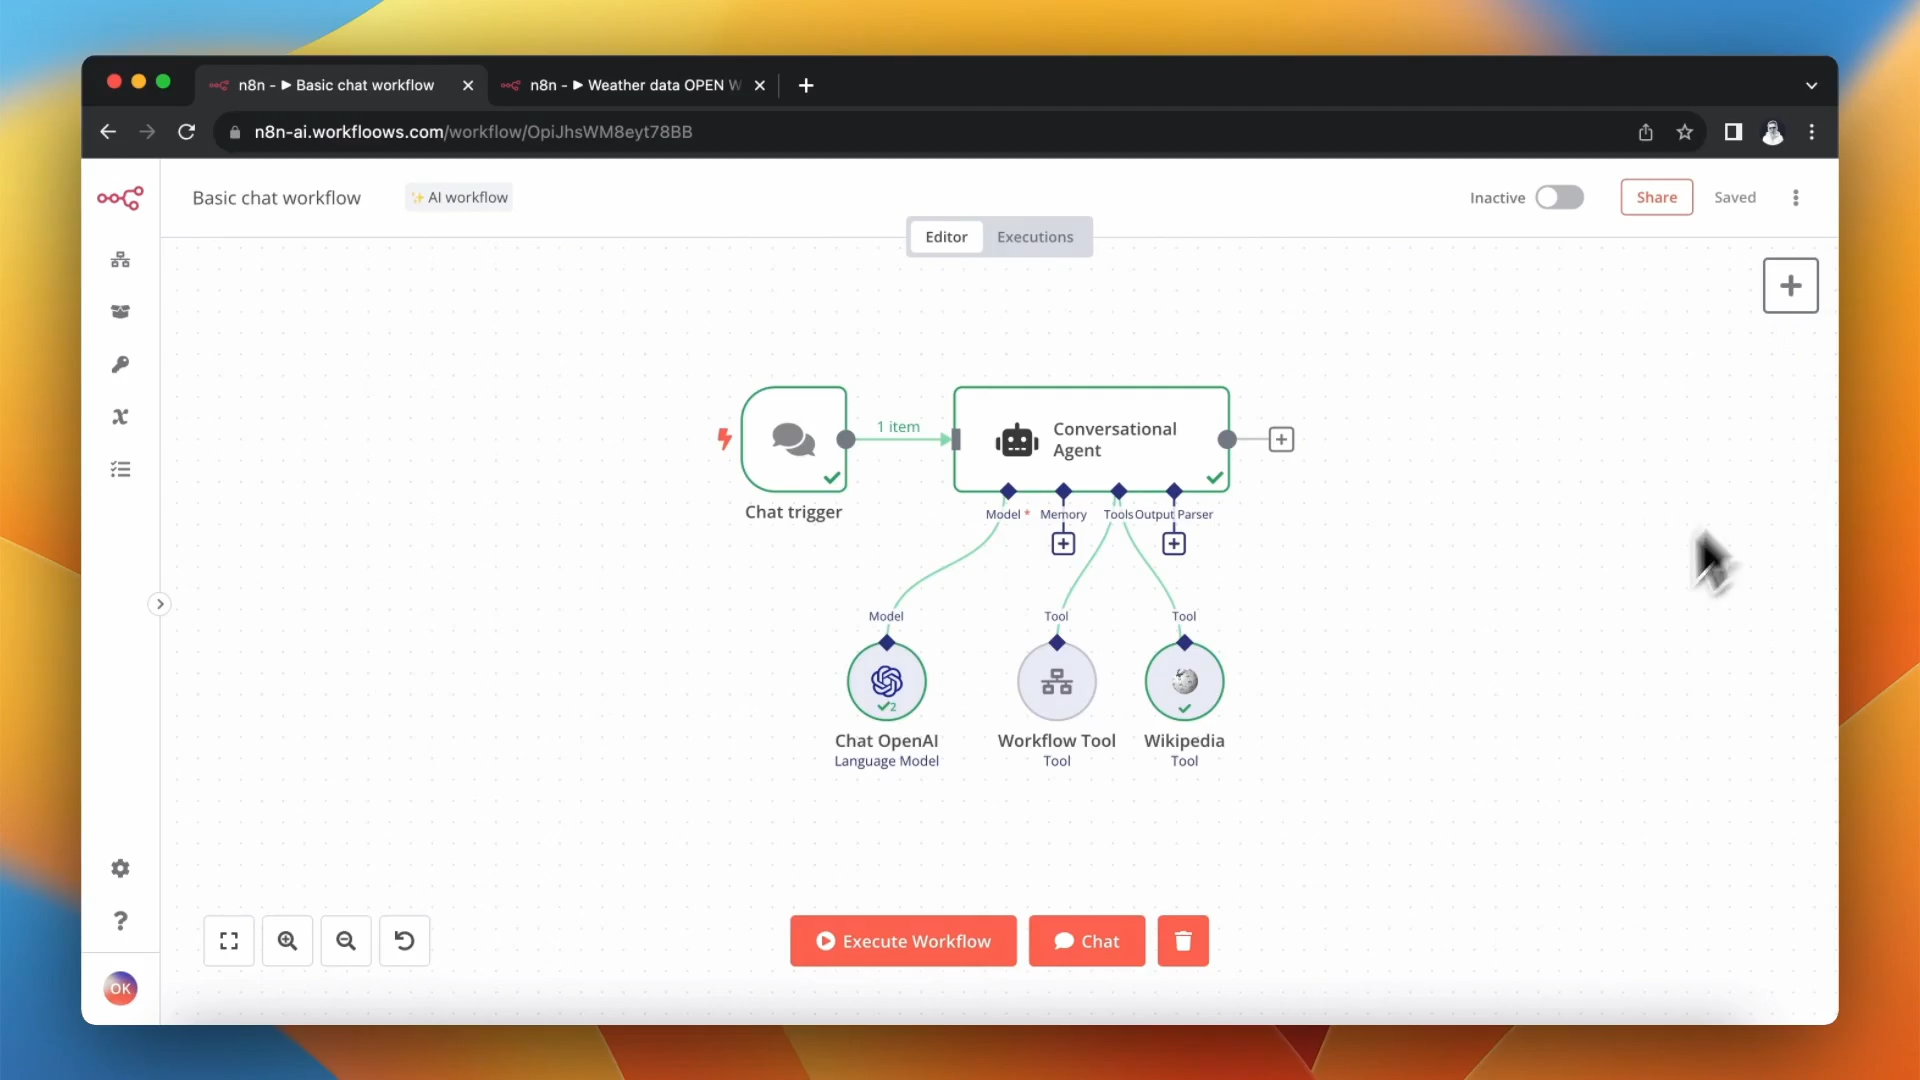 n8n - ▶ Basic chat workflow
n8n - ▶ Weather data OPEN W
n8n-ai.workfloows.com/workflow/OpiJhsWM8eyt78BB
Basic chat workflow
✨ AI workflow
Inactive
Share
Saved
Editor
Executions
1 item
Conversational
Agent
Chat trigger
Model *
Memory
Tools
Output Parser
Model
Tool
Tool
2
Chat OpenAI
Language Model
Workflow Tool
Tool
Wikipedia
Tool
Execute Workflow
Chat
OK